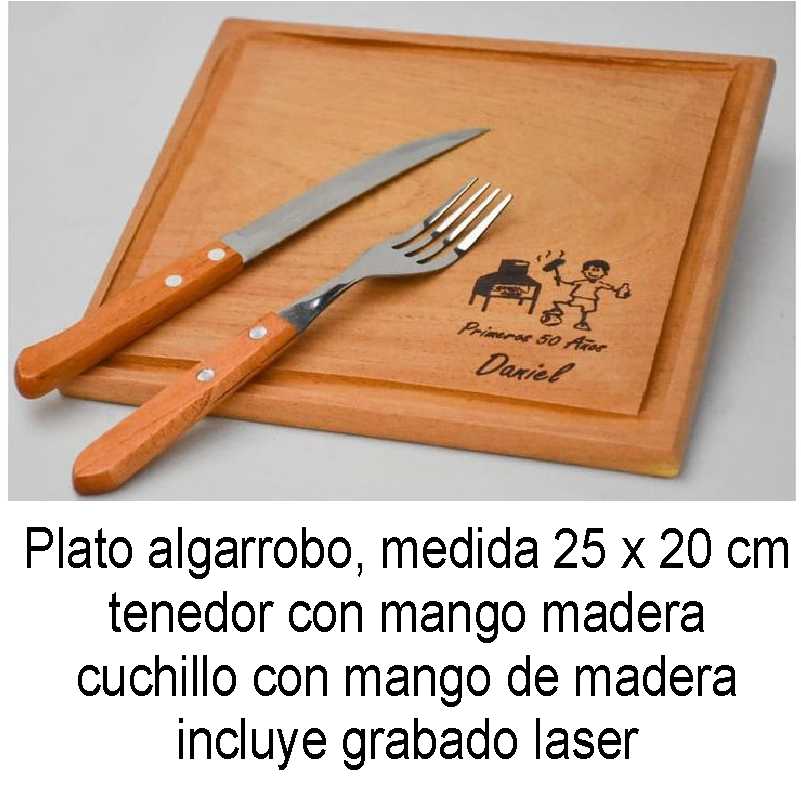 Primeros 50 Años
Daniel
Plato algarrobo, medida 25 x 20 cm
tenedor con mango madera
cuchillo con mango de madera
incluye grabado laser